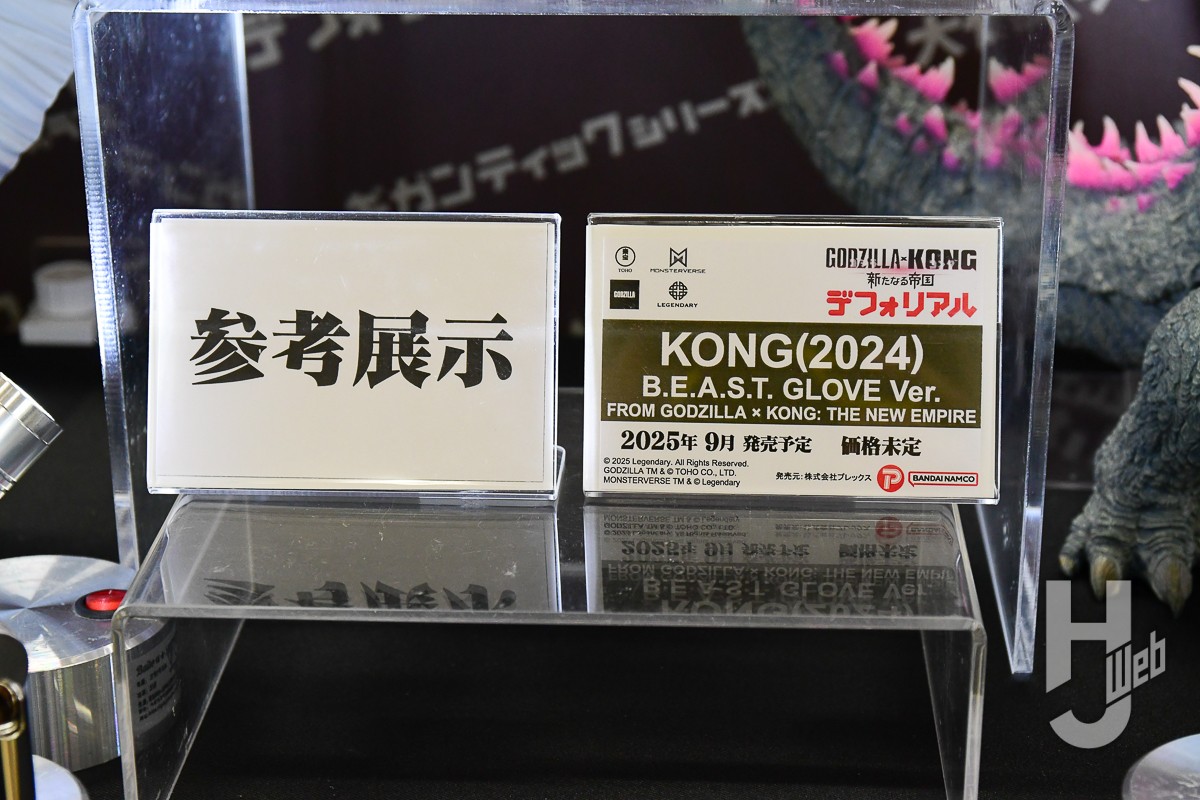 ギガンティックシリーズ
参考展示
TOHO
MONSTERVERSE
GODZILLA
LEGENDARY
GODZILLA×KONG
新たなる帝国
デフォリアル
KONG(2024)
B.E.A.S.T. GLOVE Ver.
FROM GODZILLA × KONG: THE NEW EMPIRE
2025年 9月 発売予定 価格未定
© 2025 Legendary. All Rights Reserved.
GODZILLA TM & © TOHO CO., LTD.
MONSTERVERSE TM & © Legendary
発売元：株式会社プレックス
BANDAI NAMCO
HJ Web